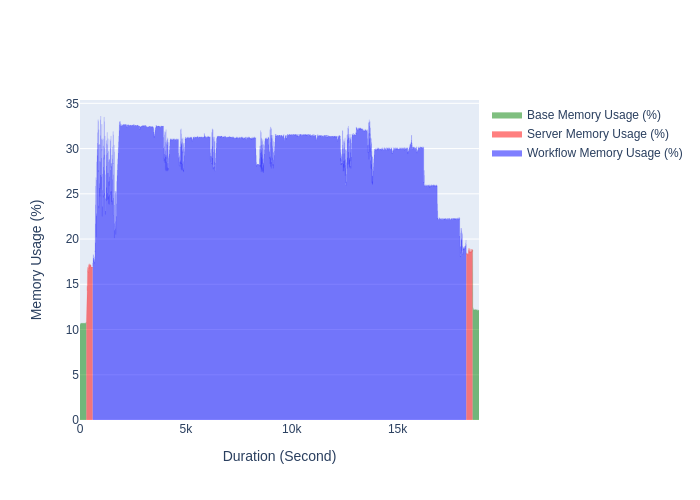 35
30
25
20
15
10
5
0
0
5k
10k
15k
Memory Usage (%)
Duration (Second)
Base Memory Usage (%)
Server Memory Usage (%)
Workflow Memory Usage (%)